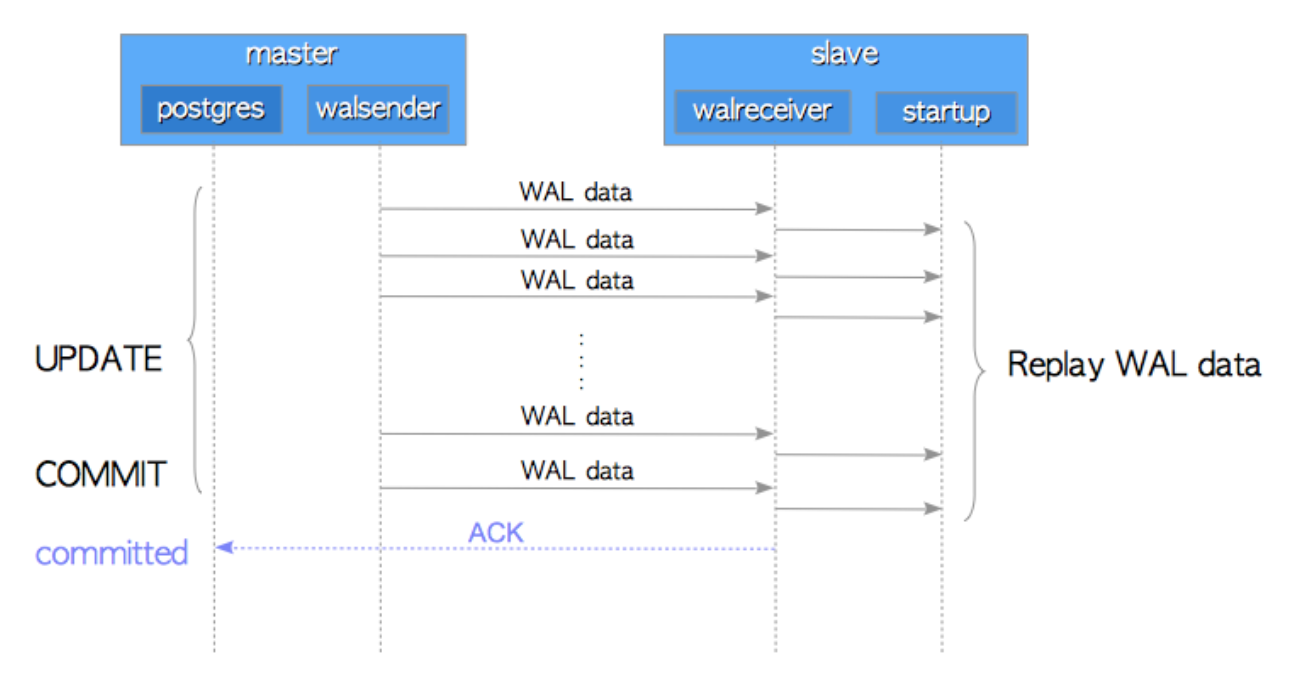 master
slave
postgres
walsender
walreceiver
startup
WAL data
WAL data
WAL data
UPDATE
Replay WAL data
WAL data
COMMIT
WAL data
ACK
committed